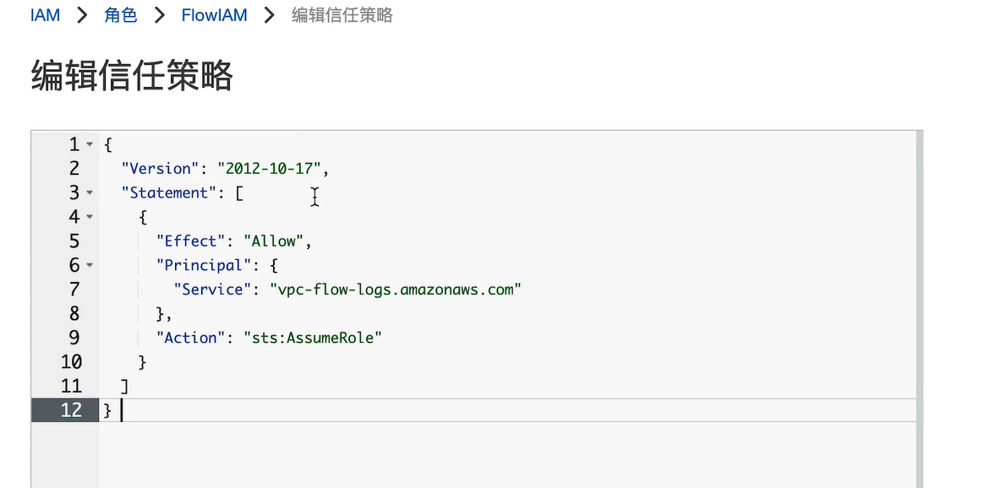 IAM > 角色 > FlowIAM > 编辑信任策略
编辑信任策略
1 {
2 "Version": "2012-10-17",
3 "Statement": [
4 {
5 "Effect": "Allow",
6 "Principal": {
7 "Service": "vpc-flow-logs.amazonaws.com"
8 },
9 "Action": "sts:AssumeRole"
10 }
11 ]
12 }